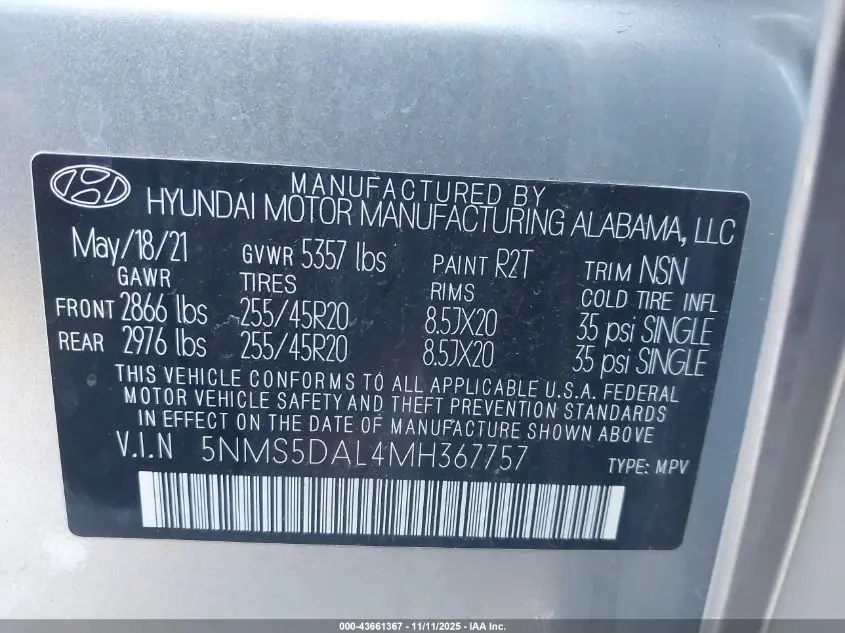 MANUFACTURED BY
HYUNDAI MOTOR MANUFACTURING ALABAMA, LLC
May/18/21 GVWR 5357 lbs PAINT R2T TRIM NSN
GAWR TIRES RIMS COLD TIRE INFL
FRONT 2866 lbs 255/45R20 8.5JX20 35 psi SINGLE
REAR 2976 lbs 255/45R20 8.5JX20 35 psi SINGLE
THIS VEHICLE CONFORMS TO ALL APPLICABLE U.S.A. FEDERAL
MOTOR VEHICLE SAFETY AND THEFT PREVENTION STANDARDS
IN EFFECT ON THE DATE OF MANUFACTURE SHOWN ABOVE
V.I.N 5NMS5DAL4MH367757 TYPE: MPV
000-43661367 - 11/11/2025 - IAA Inc.